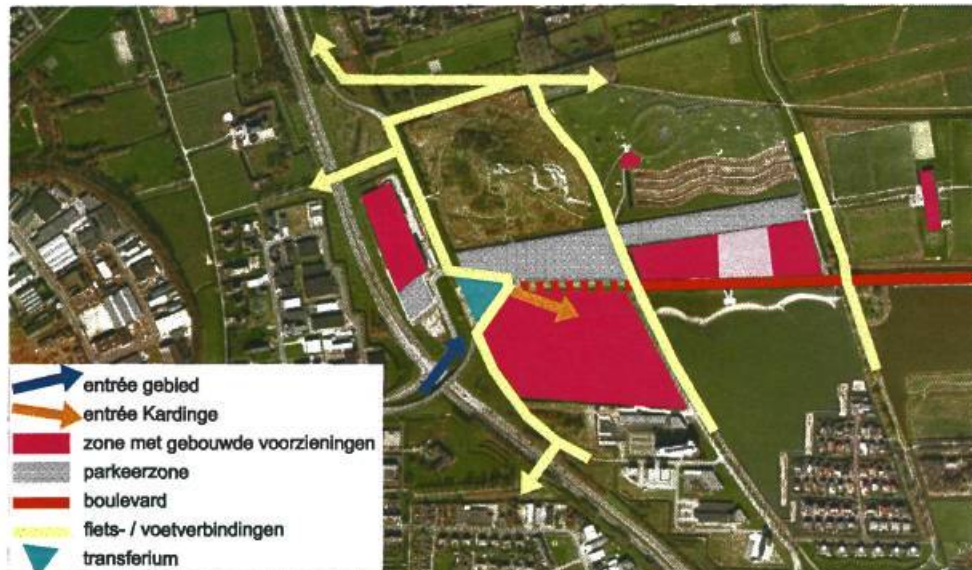 entrée gebied
entrée Kardinge
zone met gebouwde voorzieningen
parkeerzone
boulevard
fiets- / voetverbindingen
transferium